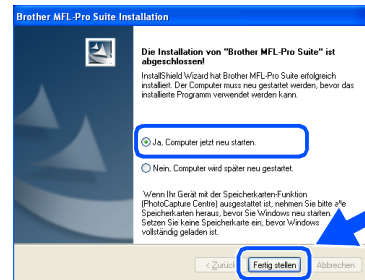 Brother MFL-Pro Suite Installation
Die Installation von "Brother MFL-Pro Suite" ist
abgeschlossen!
InstallShield Wizard hat Brother MFL-Pro Suite erfolgreich
installiert. Der Computer muss neu gestartet werden, bevor das
installierte Programm verwendet werden kann.
Ja, Computer jetzt neu starten.
Nein, Computer wird später neu gestartet.
Wenn Ihr Gerät mit der Speicherkarten-Funktion
(PhotoCapture Centre) ausgestattet ist, nehmen Sie bitte alle
Speicherkarten heraus, bevor Sie Windows neu starten.
Setzen Sie keine Speicherkarte ein, bevor Windows
vollständig geladen ist.
< Zurück Fertig stellen Abbrechen